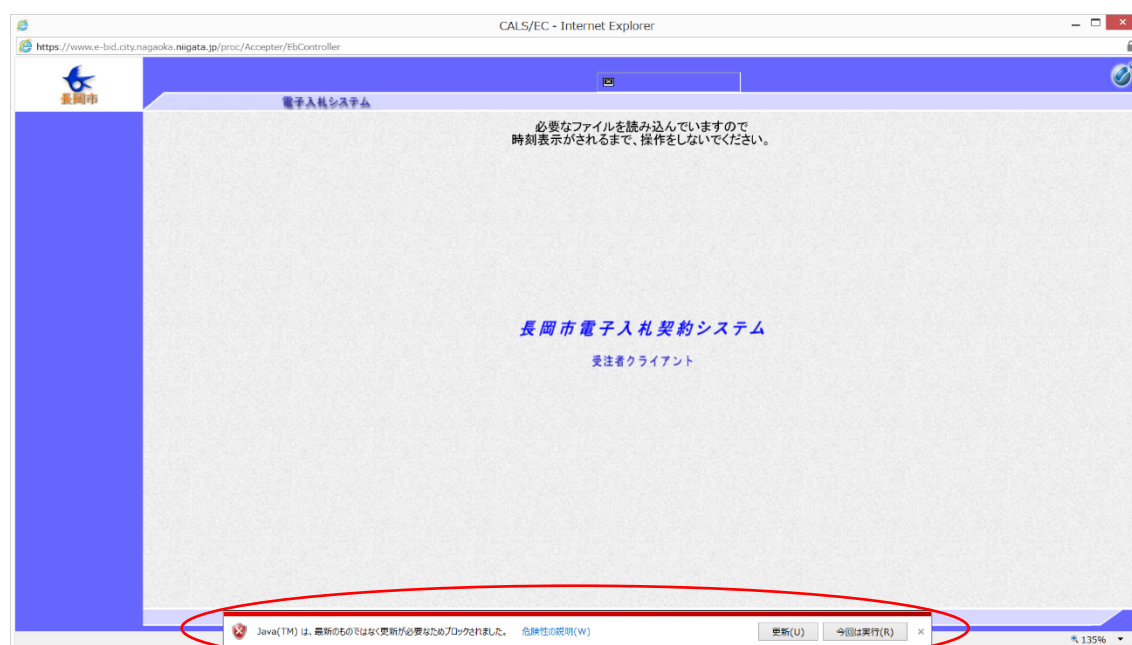 CALS/EC - Internet Explorer
https://www.e-bid.city.nagaoka.niigata.jp/proc/Accepter/EbController
長岡市
電子入札システム
必要なファイルを読み込んでいますので
時刻表示がされるまで、操作をしないでください。
長岡市電子入札契約システム
受注者クライアント
Java(TM) は、最新のものではなく更新が必要なためブロックされました。 危険性の説明(W) 更新(U) 今回は実行(R) ×
135%